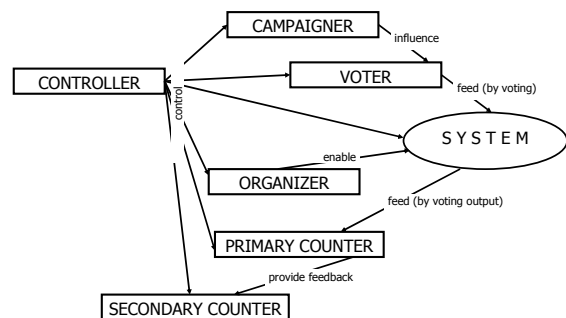 CAMPAIGNER
influence
CONTROLLER
VOTER
control
feed (by voting)
S Y S T E M
enable
ORGANIZER
feed (by voting output)
PRIMARY COUNTER
provide feedback
SECONDARY COUNTER